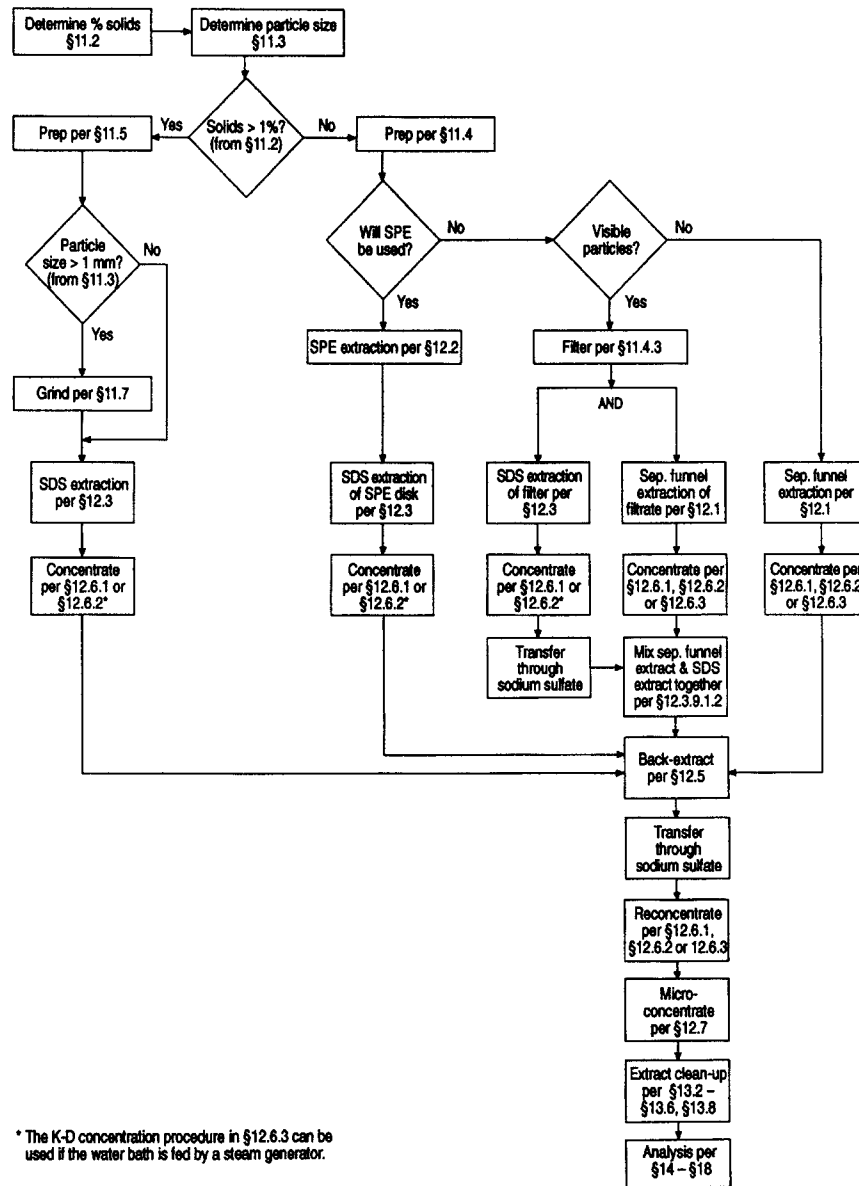 Determine % solids
§11.2
Determine particle size
§11.3
Solids > 1%?
(from §11.2)
Yes
No
Prep per §11.5
Prep per §11.4
Particle
size > 1 mm?
(from §11.3)
No
Yes
Will SPE
be used?
No
Yes
Visible
particles?
No
Yes
Grind per §11.7
SPE extraction per §12.2
Filter per §11.4.3
AND
SDS extraction
per §12.3
SDS extraction
of SPE disk
per §12.3
SDS extraction
of filter per
§12.3
Sep. funnel
extraction of
filtrate per §12.1
Sep. funnel
extraction per
§12.1
Concentrate
per §12.6.1 or
§12.6.2*
Concentrate
per §12.6.1 or
§12.6.2*
Concentrate
per §12.6.1 or
§12.6.2*
Concentrate per
§12.6.1, §12.6.2
or §12.6.3
Concentrate per
§12.6.1, §12.6.2
or §12.6.3
Transfer
through
sodium sulfate
Mix sep. funnel
extract & SDS
extract together
per §12.3.9.1.2
Back-extract
per §12.5
Transfer
through
sodium sulfate
Reconcentrate
per §12.6.1,
§12.6.2 or 12.6.3
Micro-
concentrate
per §12.7
Extract clean-up
per §13.2 –
§13.6, §13.8
Analysis per
§14 – §18
* The K-D concentration procedure in §12.6.3 can be
used if the water bath is fed by a steam generator.